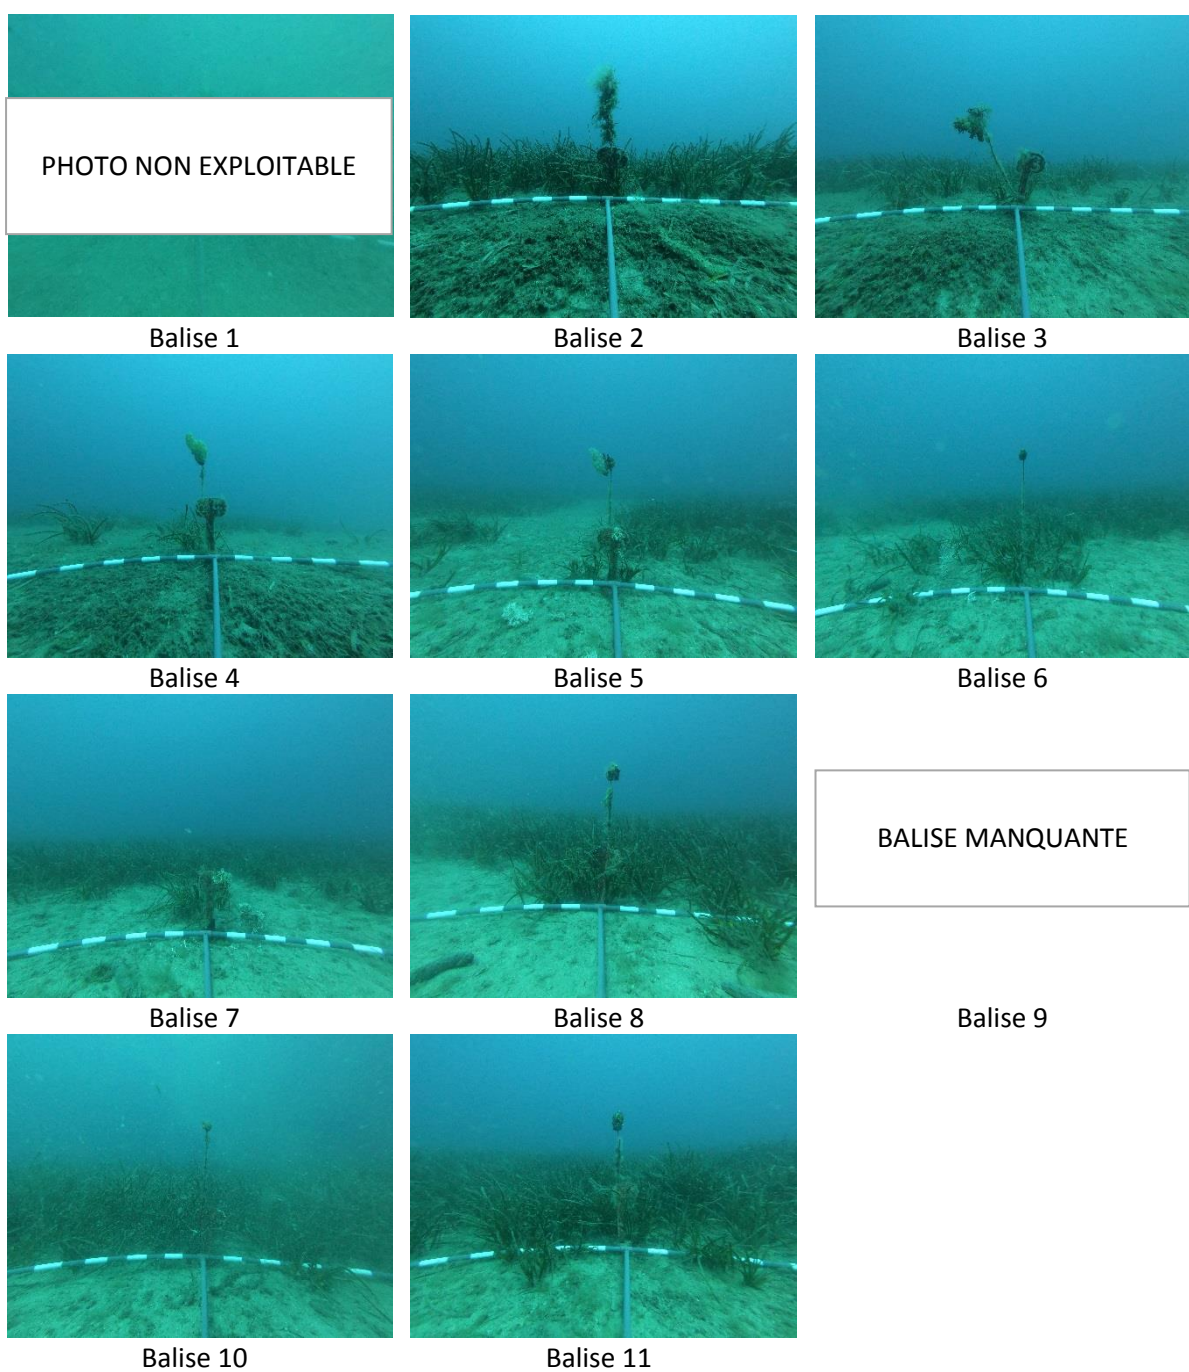 PHOTO NON EXPLOITABLE
Balise 1
Balise 2
Balise 3
Balise 4
Balise 5
Balise 6
Balise 7
Balise 8
BALISE MANQUANTE
Balise 9
Balise 10
Balise 11